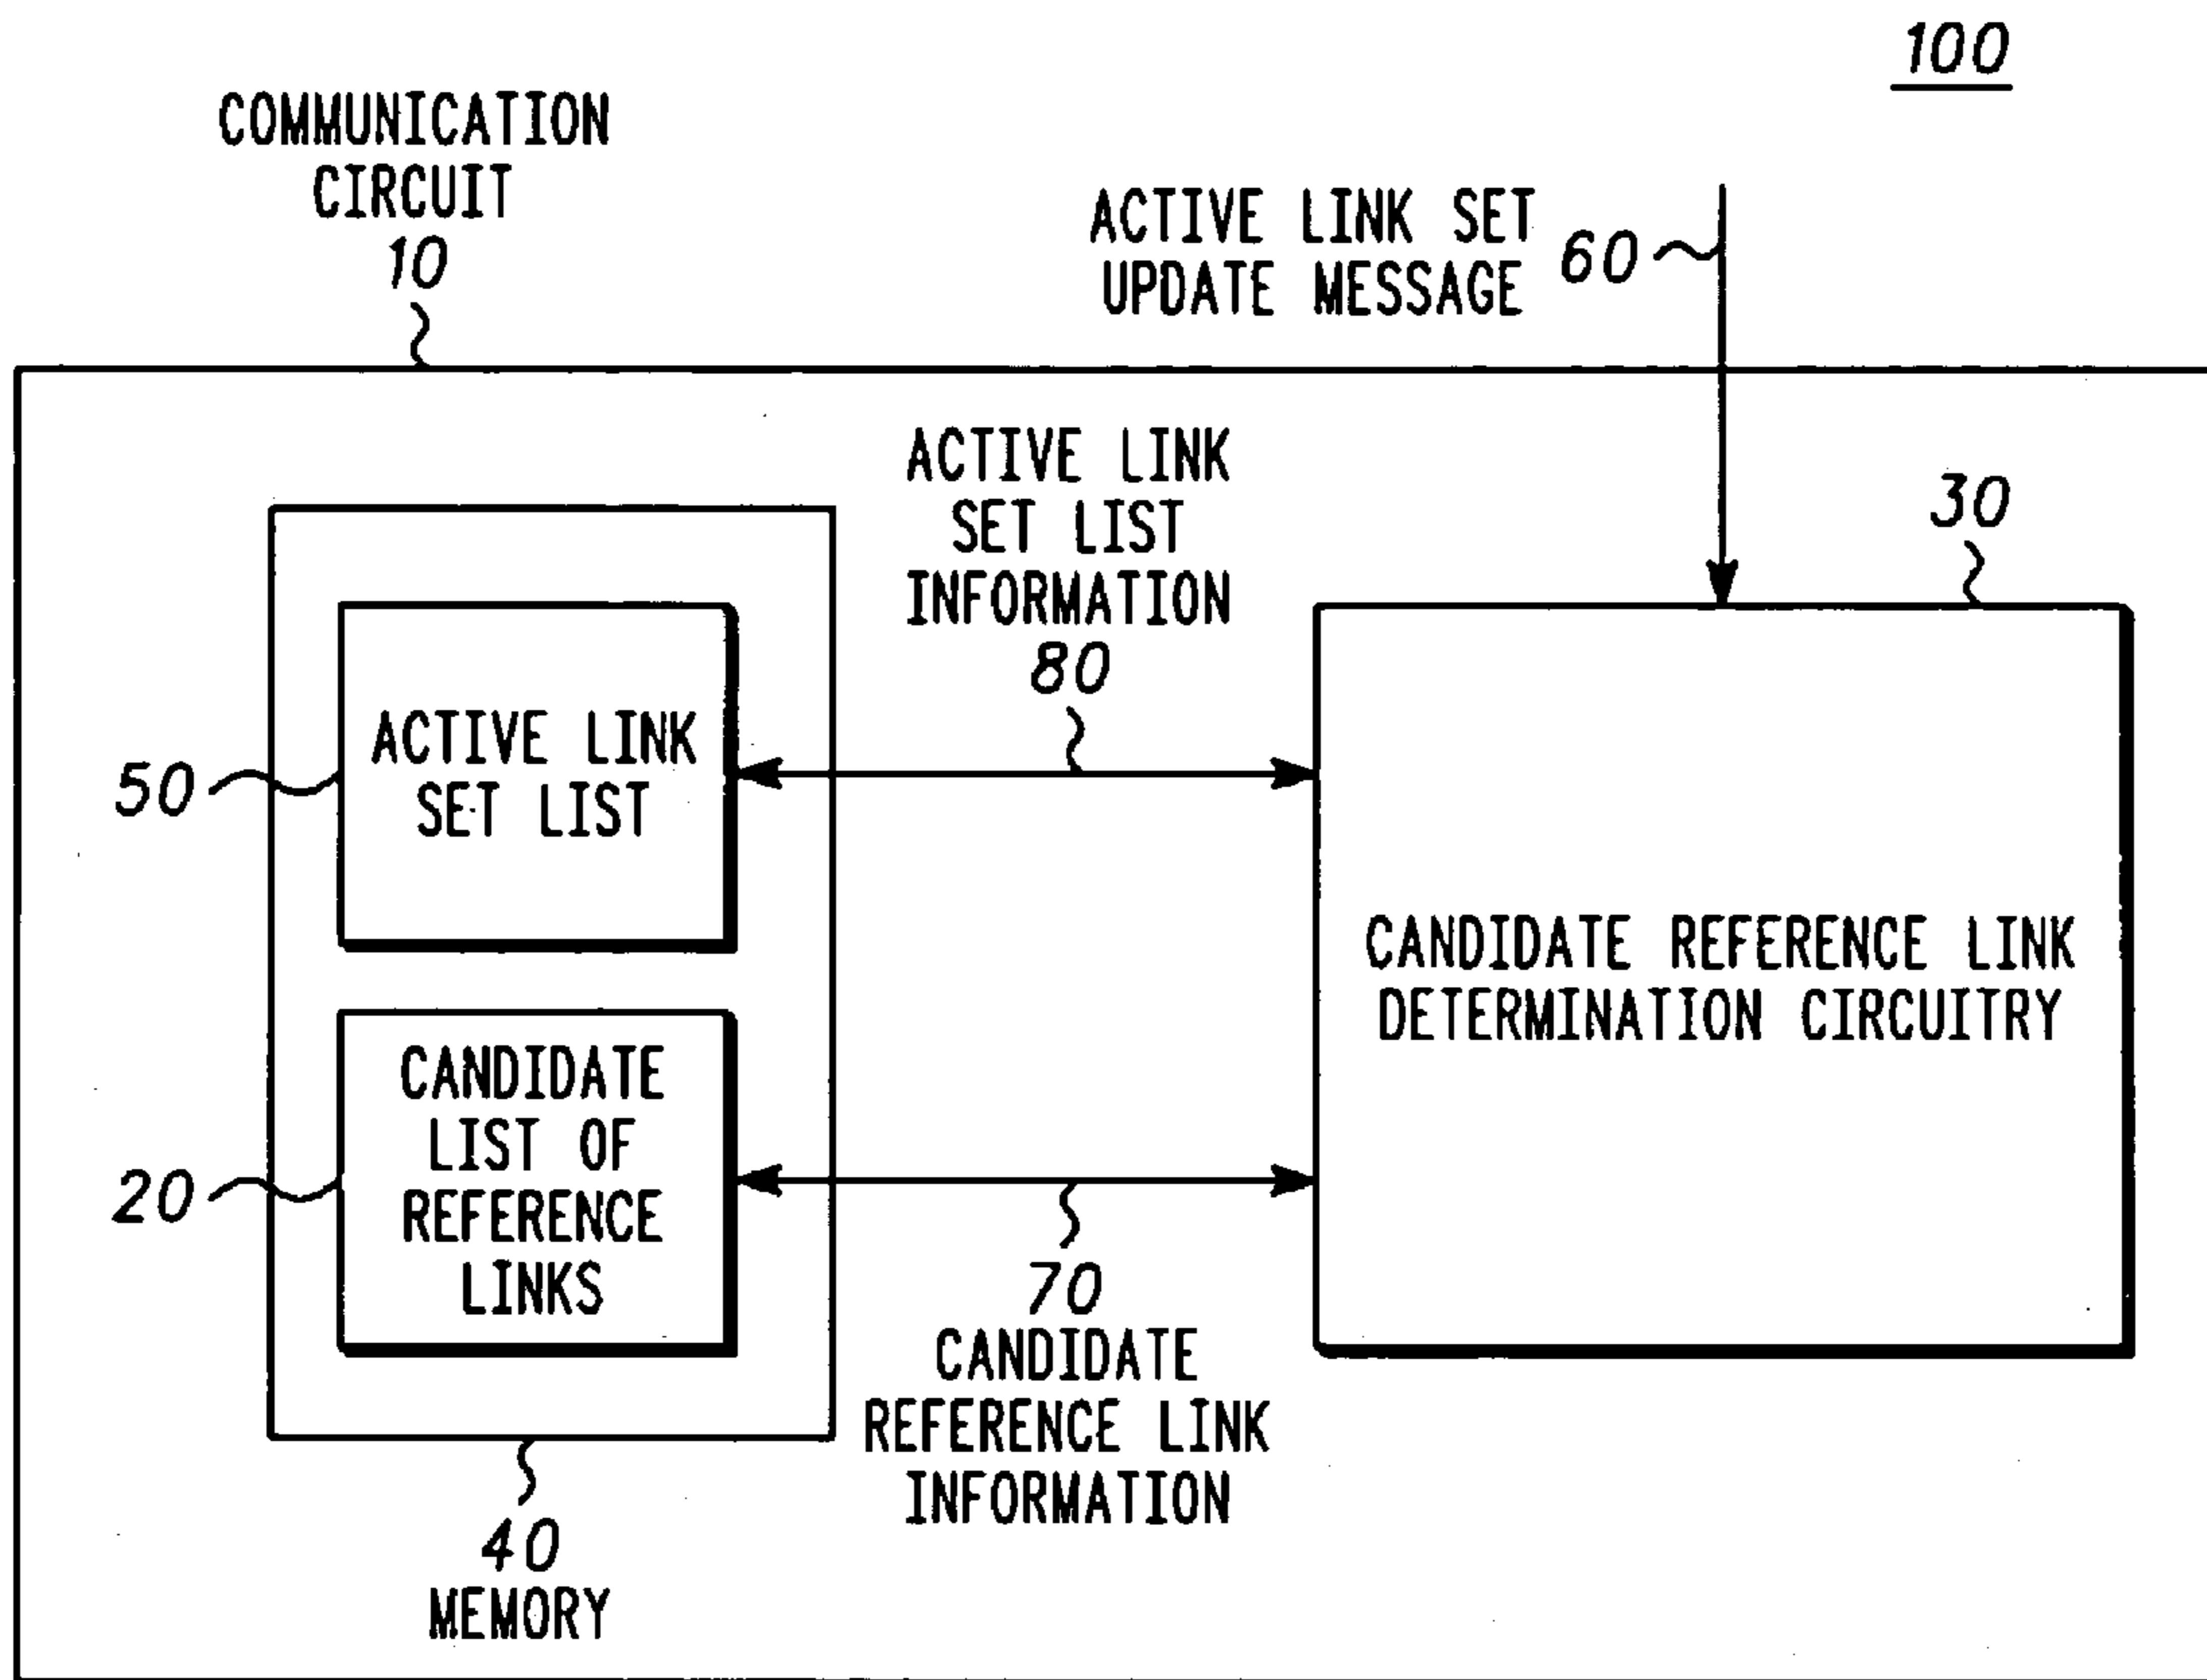 100
COMMUNICATION
CIRCUIT
10
ACTIVE LINK SET
UPDATE MESSAGE
60
ACTIVE LINK
SET LIST
INFORMATION
80
30
50
ACTIVE LINK
SET LIST
CANDIDATE REFERENCE LINK
DETERMINATION CIRCUITRY
20
CANDIDATE
LIST OF
REFERENCE
LINKS
70
CANDIDATE
REFERENCE LINK
INFORMATION
40
MEMORY